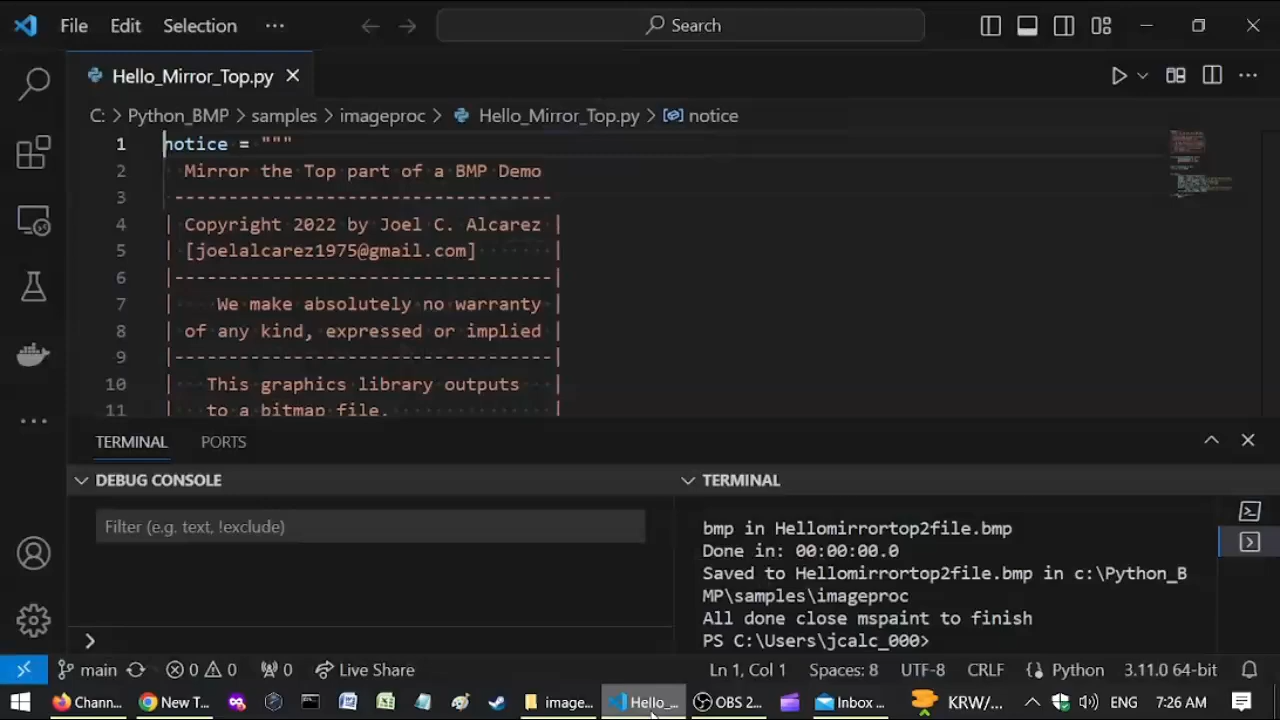 File Edit Selection ··· Search
Hello_Mirror_Top.py
C: > Python_BMP > samples > imageproc > Hello_Mirror_Top.py > notice
1 notice = """
2 Mirror the Top part of a BMP Demo
3 -----------------------------------
4 | Copyright 2022 by Joel C. Alcarez |
5 | [joelalcarez1975@gmail.com] |
6 |-----------------------------------|
7 | We make absolutely no warranty |
8 | of any kind, expressed or implied |
9 |-----------------------------------|
10 | This graphics library outputs |
11 | to a bitmap file. |
TERMINAL PORTS
DEBUG CONSOLE
Filter (e.g. text, !exclude)
TERMINAL
bmp in Hellomirrortop2file.bmp
Done in: 00:00:00.0
Saved to Hellomirrortop2file.bmp in c:\Python_B
MP\samples\imageproc
All done close mspaint to finish
PS C:\Users\jcalc_000>
main 0 0 0 Live Share Ln 1, Col 1 Spaces: 8 UTF-8 CRLF Python 3.11.0 64-bit
Chann... New T... image... Hello_... OBS 2... Inbox ... KRW/... ENG 7:26 AM